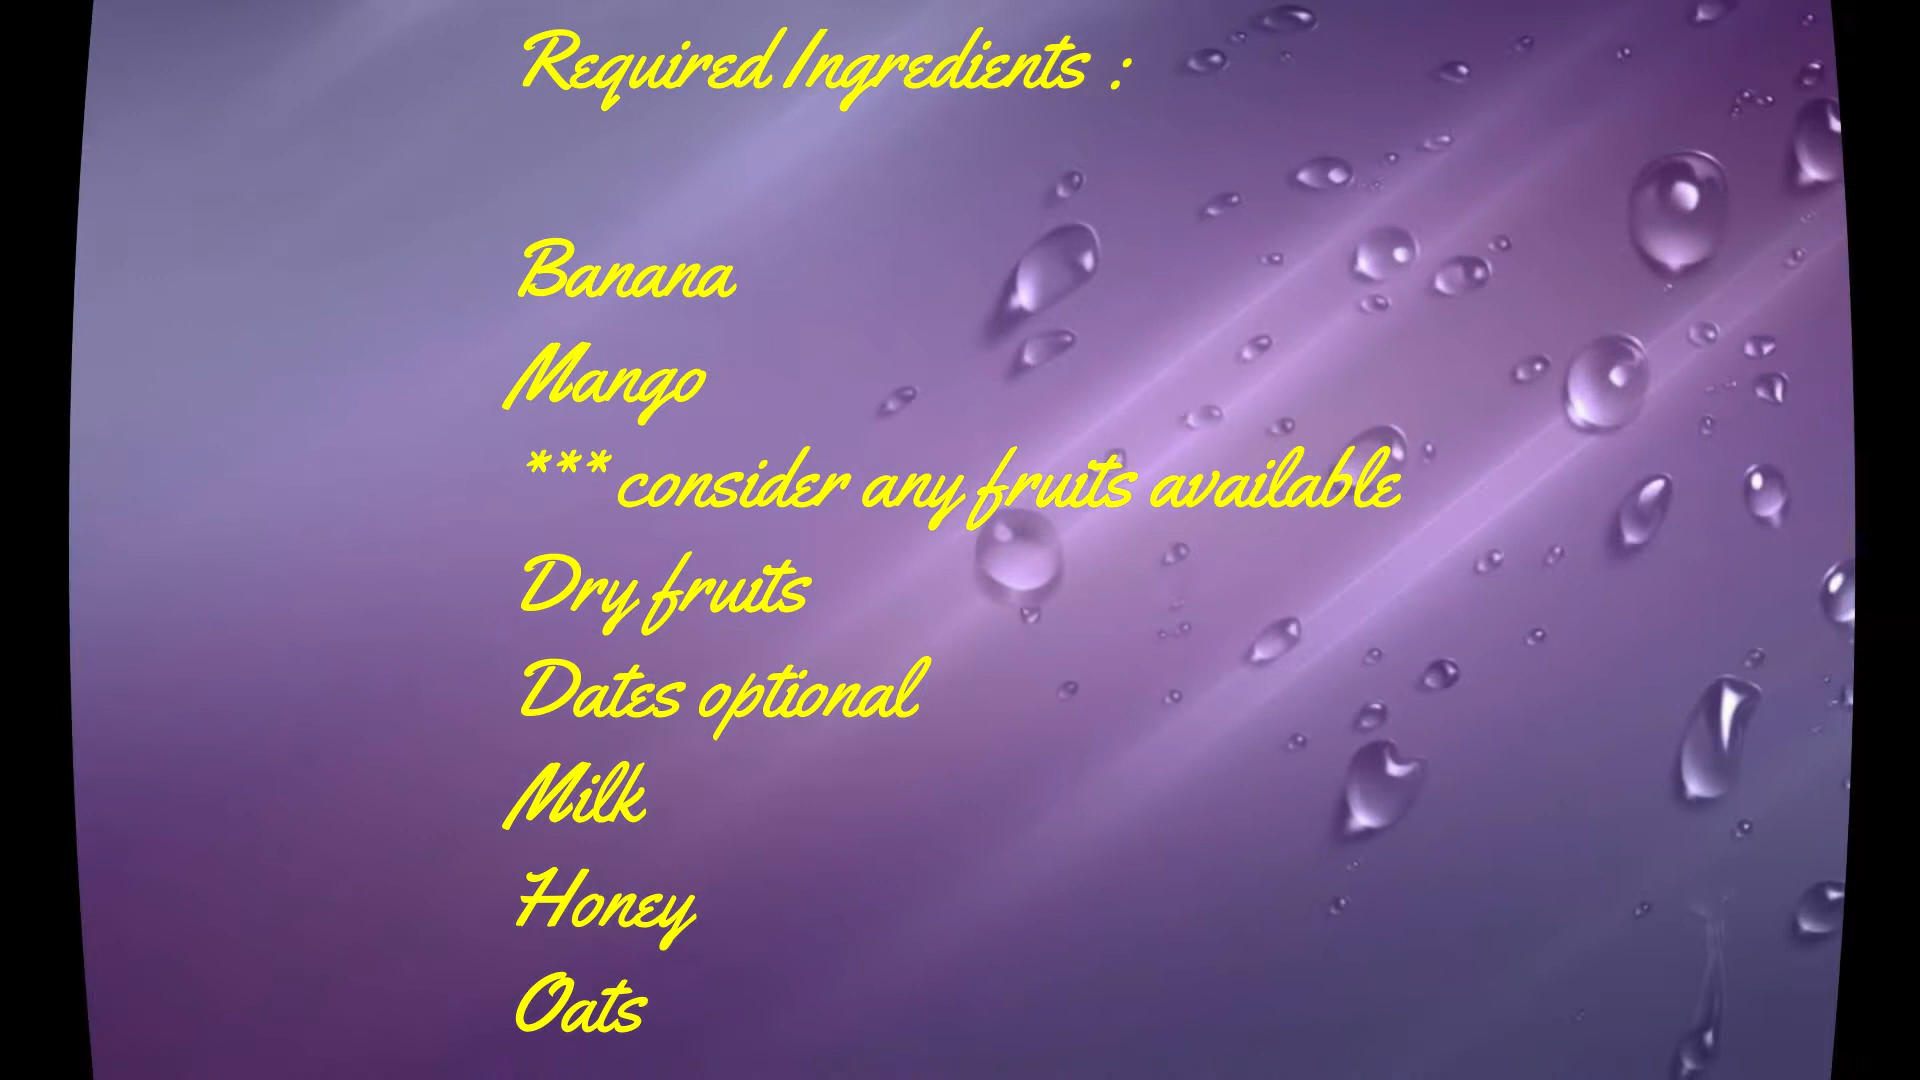 Required Ingredients :
Banana
Mango
*** consider any fruits available
Dry fruits
Dates optional
Milk
Honey
Oats